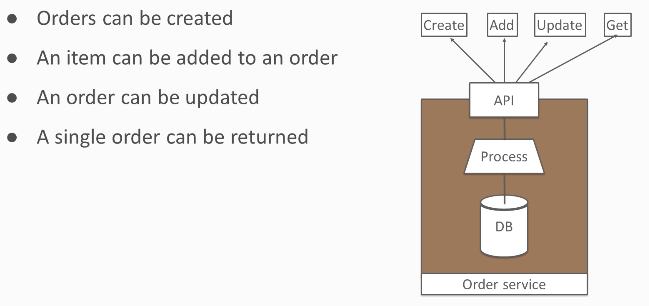 ● Orders can be created
● An item can be added to an order
● An order can be updated
● A single order can be returned
Create Add Update Get
API
Process
DB
Order service